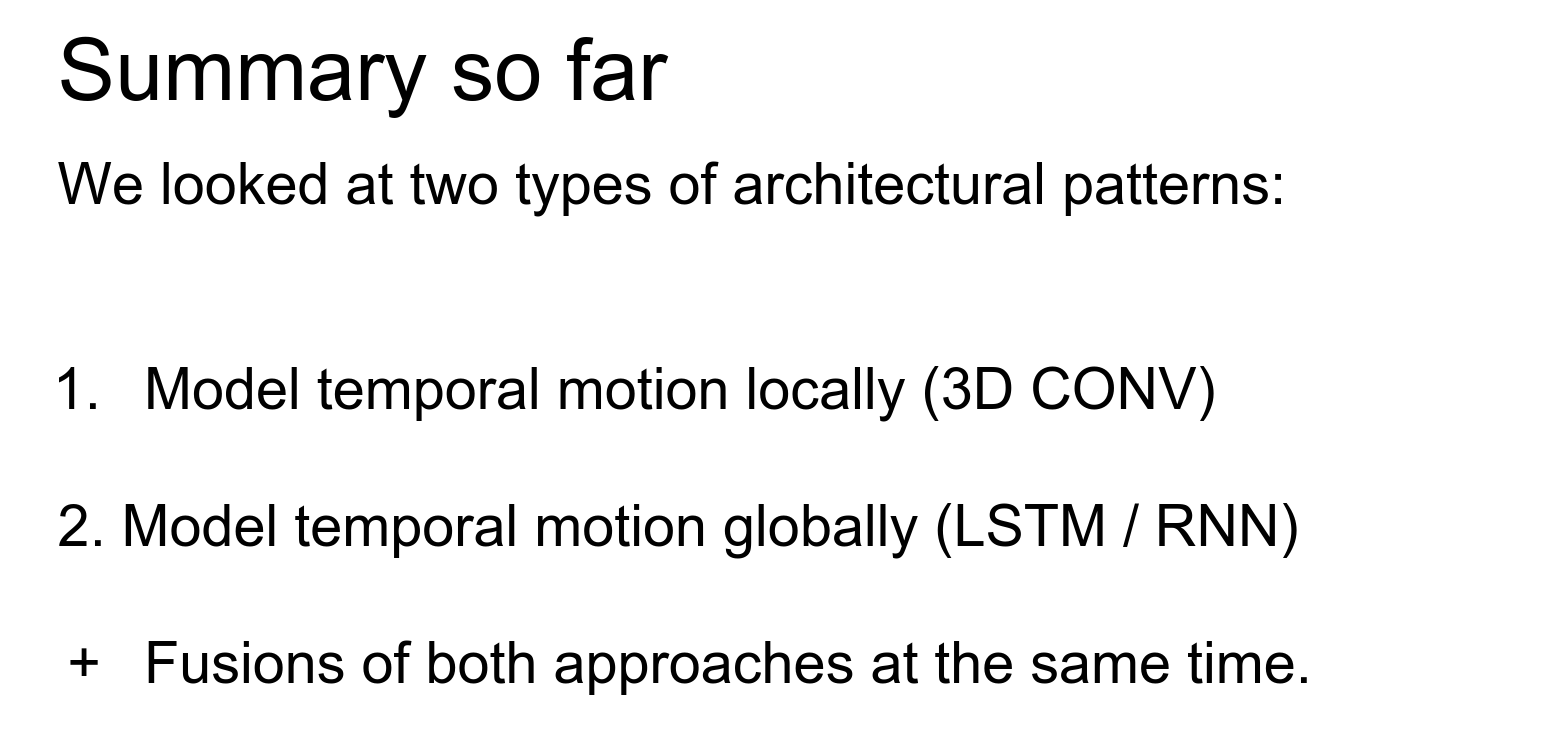 Summary so far
We looked at two types of architectural patterns:
1. Model temporal motion locally (3D CONV)
2. Model temporal motion globally (LSTM / RNN)
+ Fusions of both approaches at the same time.